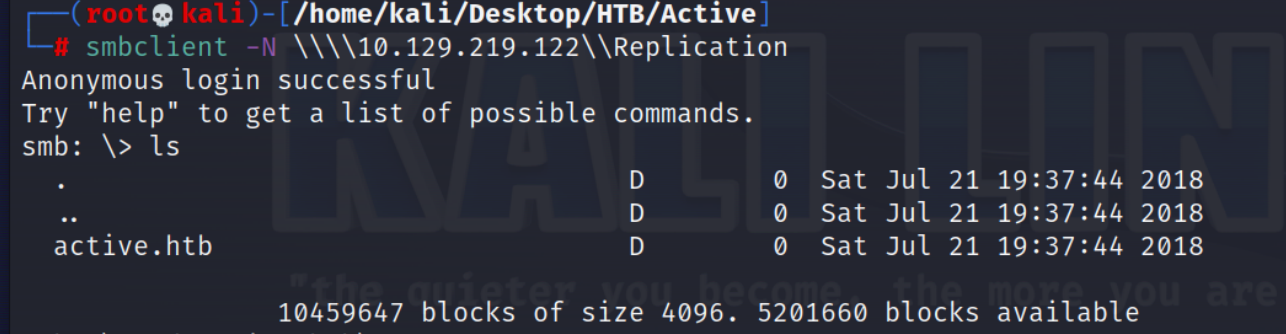 ┌──(root💀kali)-[/home/kali/Desktop/HTB/Active]
└─# smbclient -N \\\\10.129.219.122\\Replication
Anonymous login successful
Try "help" to get a list of possible commands.
smb: \> ls
  .                                   D        0  Sat Jul 21 19:37:44 2018
  ..                                  D        0  Sat Jul 21 19:37:44 2018
  active.htb                          D        0  Sat Jul 21 19:37:44 2018
KALI LIN
"the quieter you become, the more you are
                10459647 blocks of size 4096. 5201660 blocks available